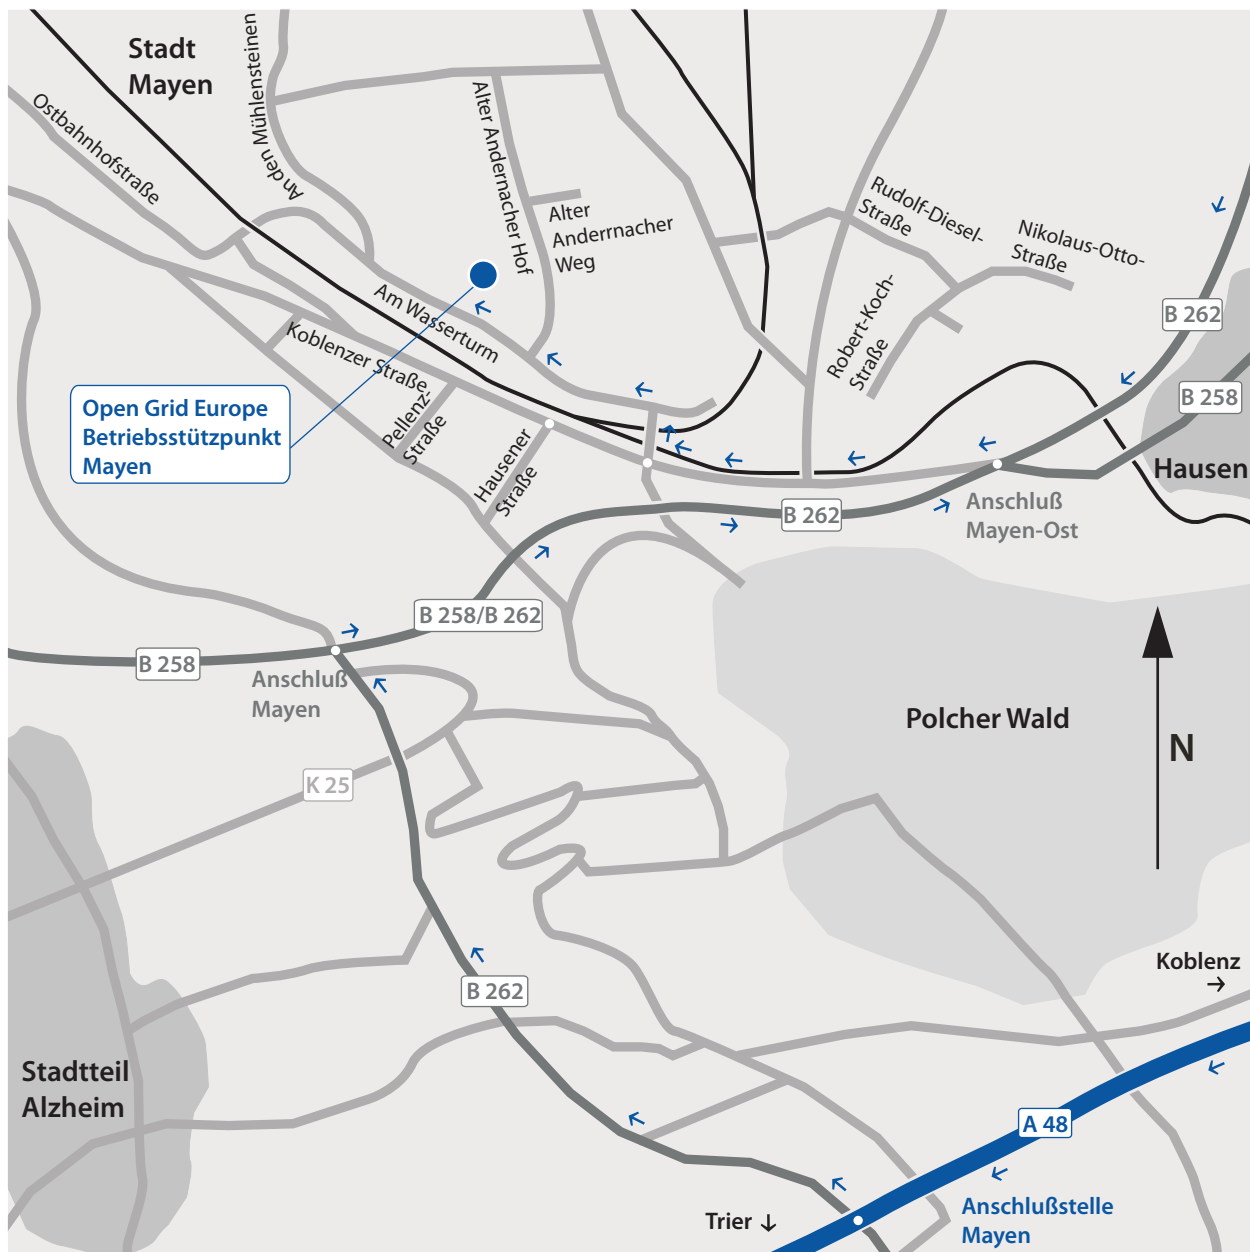 Stadt
Mayen
An den Mühlensteinen
Ostbahnhofstraße
Alter Andernacher Hof
Alter
Anderrnacher
Weg
Rudolf-Diesel-
Straße
Nikolaus-Otto-
Straße
Robert-Koch-
Straße
Am Wasserturm
Koblenzer Straße
Pellenz-
Straße
Hausener
Straße
B 262
B 258
Hausen
Open Grid Europe
Betriebsstützpunkt
Mayen
Anschluß
Mayen-Ost
B 262
B 258/B 262
B 258
Anschluß
Mayen
Polcher Wald
N
K 25
Koblenz
→
B 262
Stadtteil
Alzheim
A 48
Anschlußstelle
Mayen
Trier ↓